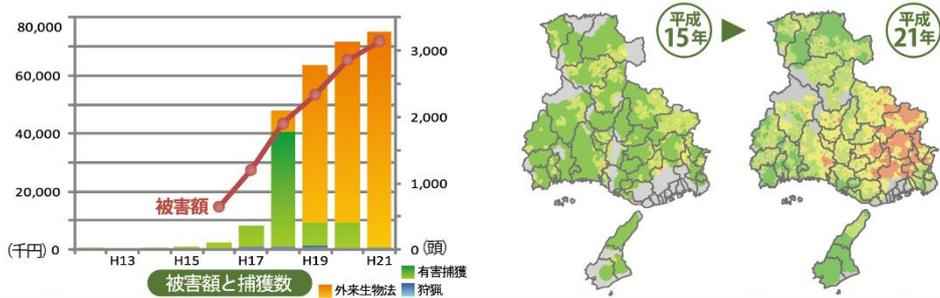 80,000
60,000
40,000
20,000
(千円) 0
3,000
2,000
1,000
0 (頭)
被害額
H13
H15
H17
H19
H21
被害額と捕獲数
有害捕獲
外来生物法
狩猟
平成
15年
平成
21年